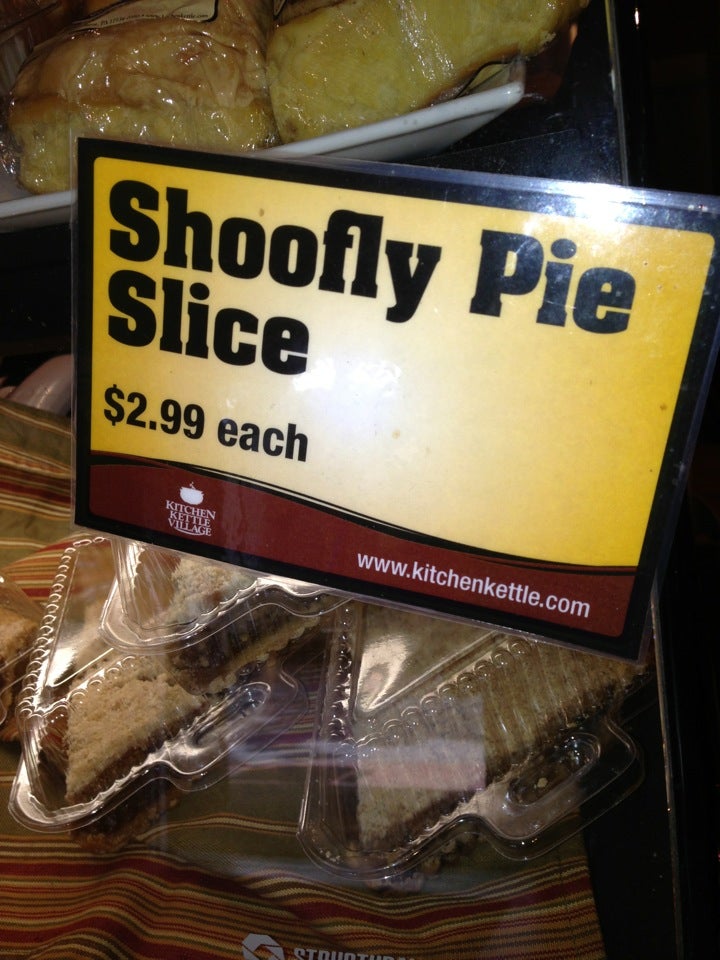 Shoofly Pie
Slice
$2.99 each
KITCHEN
KETTLE
VILLAGE
www.kitchenkettle.com